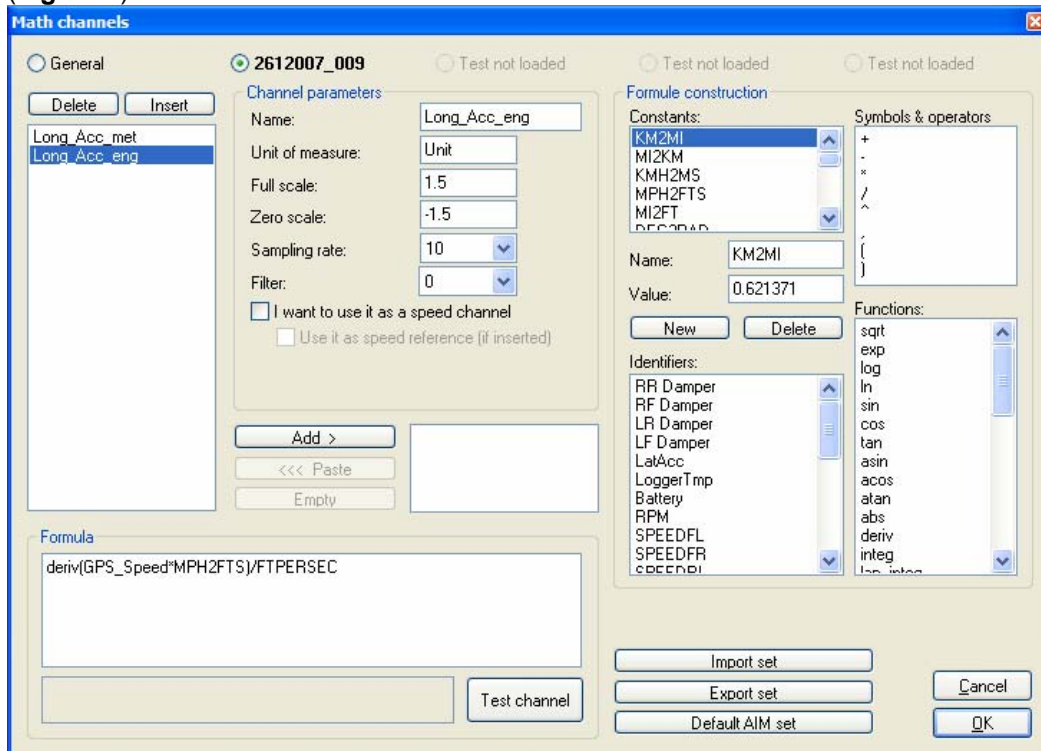 Math channels
General
2612007_009
Test not loaded
Test not loaded
Test not loaded
Delete
Insert
Long_Acc_met
Long_Acc_eng
Channel parameters
Name:
Long_Acc_eng
Unit of measure:
Unit
Full scale:
1.5
Zero scale:
-1.5
Sampling rate:
10
Filter:
0
I want to use it as a speed channel
Use it as speed reference (if inserted)
Add >
<<< Paste
Empty
Formule construction
Constants:
KM2MI
MI2KM
KMH2MS
MPH2FTS
MI2FT
DEG2RAD
Name:
KM2MI
Value:
0.621371
New
Delete
Identifiers:
RR Damper
RF Damper
LR Damper
LF Damper
LatAcc
LoggerTmp
Battery
RPM
SPEEDFL
SPEEDFR
Symbols & operators
+
-
*
/
^
,
(
)
Functions:
sqrt
exp
log
ln
sin
cos
tan
asin
acos
atan
abs
deriv
integ
Formula
deriv(GPS_Speed*MPH2FTS)/FTPERSEC
Test channel
Import set
Export set
Default AIM set
Cancel
OK